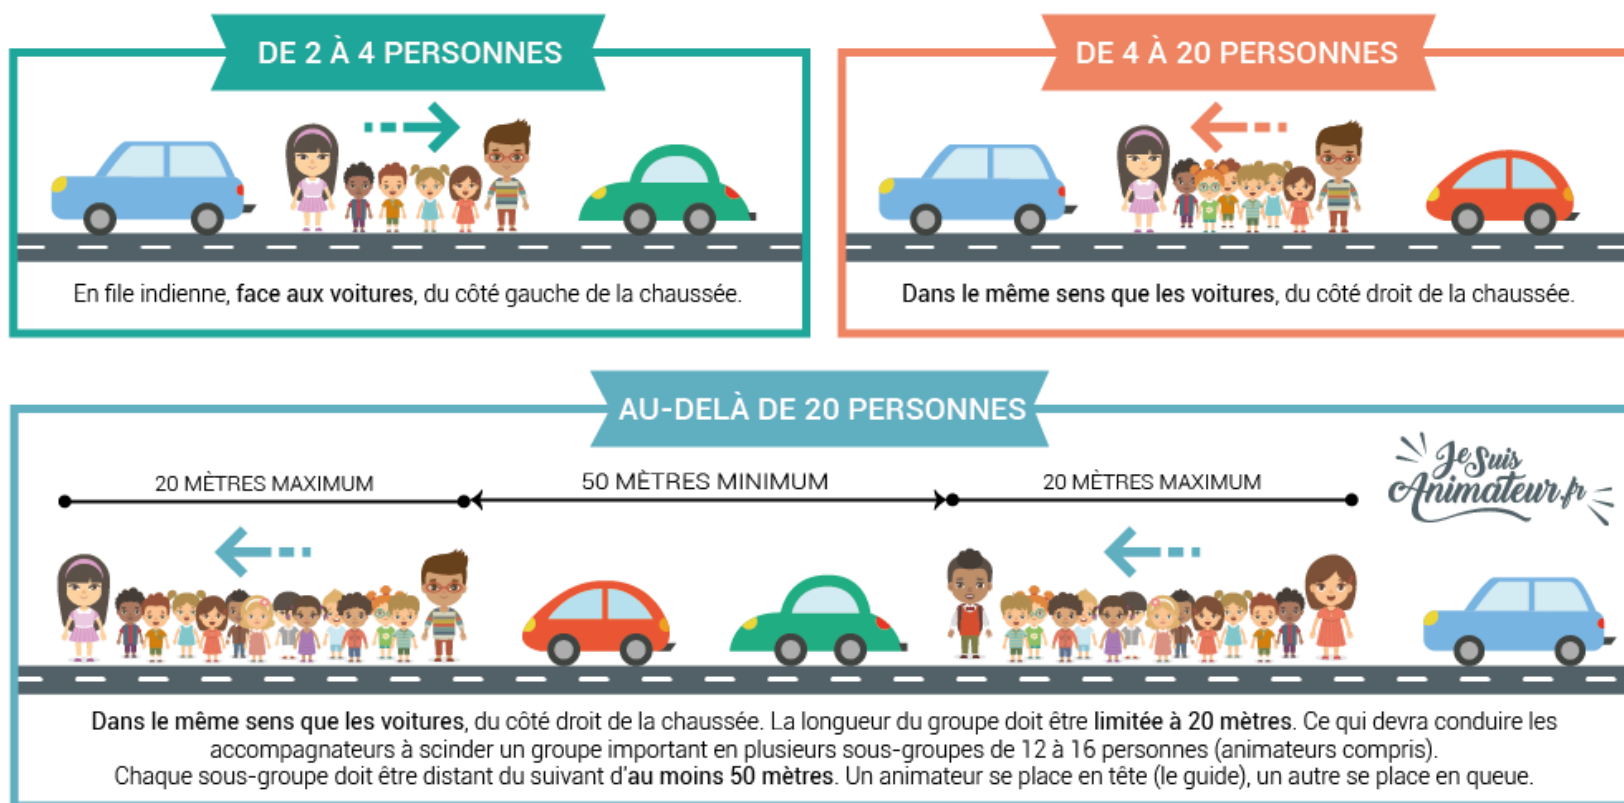 DE 2 À 4 PERSONNES
En file indienne, face aux voitures, du côté gauche de la chaussée.
DE 4 À 20 PERSONNES
Dans le même sens que les voitures, du côté droit de la chaussée.
AU-DELÀ DE 20 PERSONNES
20 MÈTRES MAXIMUM
50 MÈTRES MINIMUM
20 MÈTRES MAXIMUM
Je Suis
Animateur.fr
Dans le même sens que les voitures, du côté droit de la chaussée. La longueur du groupe doit être limitée à 20 mètres. Ce qui devra conduire les
accompagnateurs à scinder un groupe important en plusieurs sous-groupes de 12 à 16 personnes (animateurs compris).
Chaque sous-groupe doit être distant du suivant d'au moins 50 mètres. Un animateur se place en tête (le guide), un autre se place en queue.